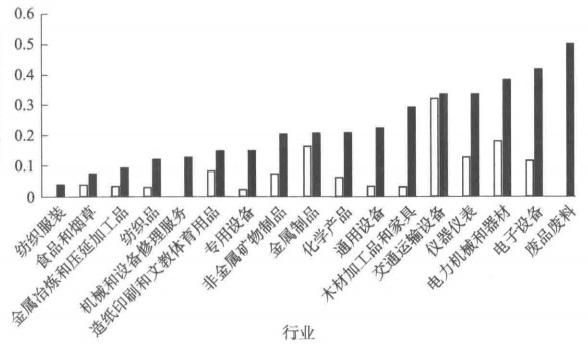 0.6
0.5
0.4
0.3
0.2
0.1
0
纺织服装
食品和烟草
金属冶炼和压延加工品
纺织品
机械和设备修理服务
造纸印刷和文教体育用品
专用设备
非金属矿物制品
金属制品
化学产品
通用设备
木材加工品和家具
交通运输设备
仪器仪表
电力机械和器材
电子设备
废品废料
行业